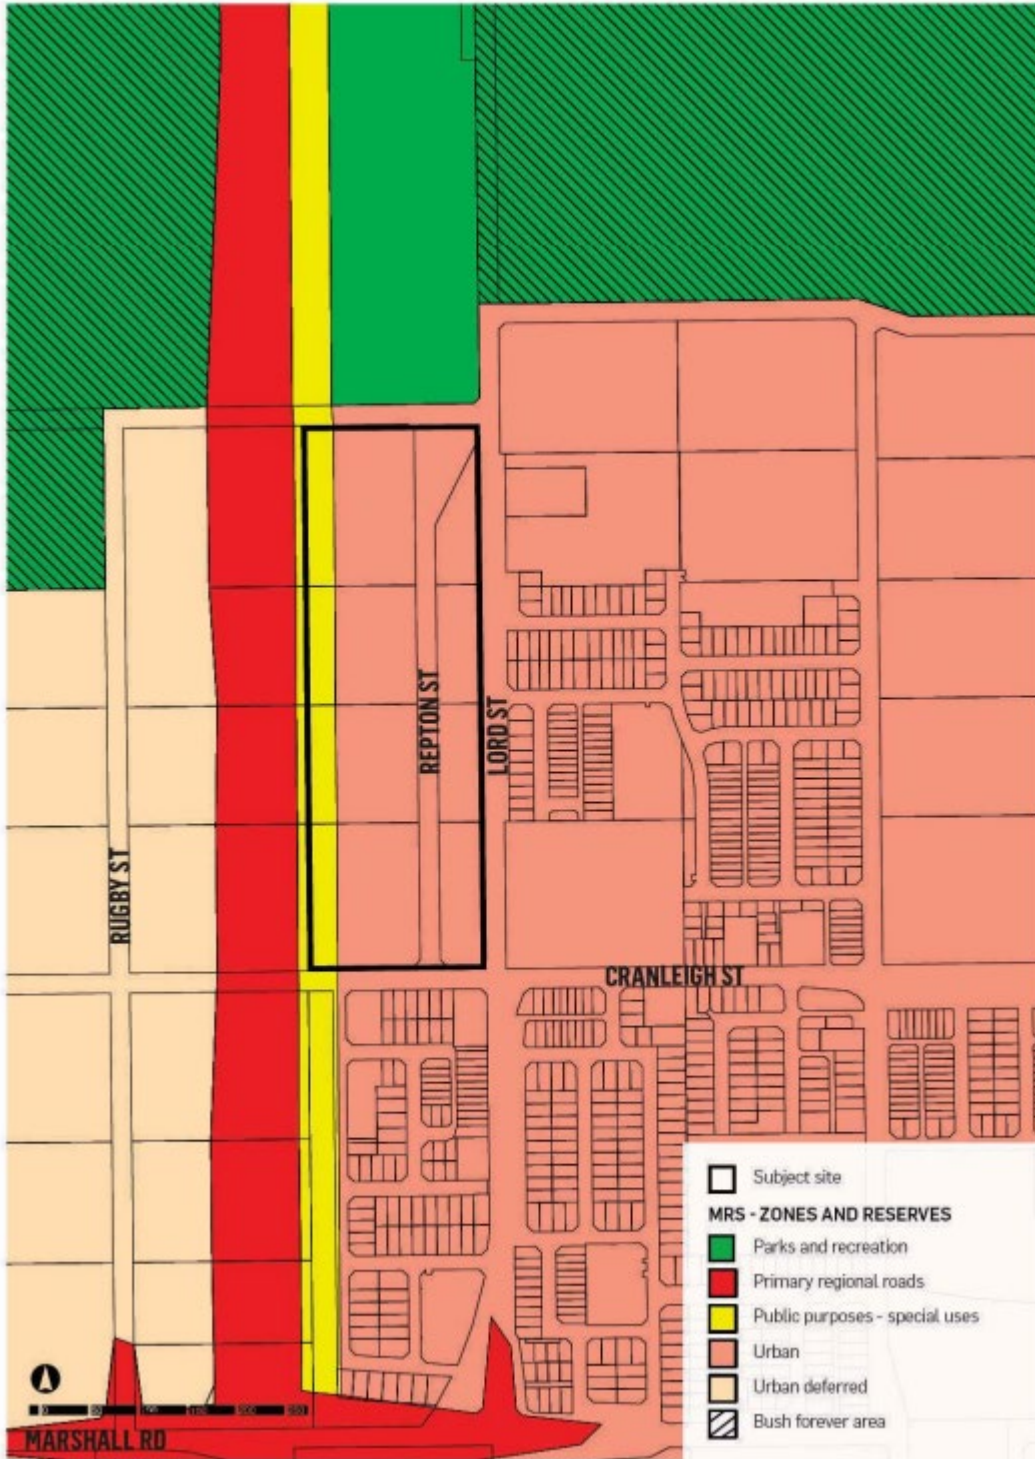 REPTON ST
LORD ST
RUGBY ST
CRANLEIGH ST
Subject site
MRS - ZONES AND RESERVES
Parks and recreation
Primary regional roads
Public purposes - special uses
Urban
Urban deferred
Bush forever area
MARSHALL RD